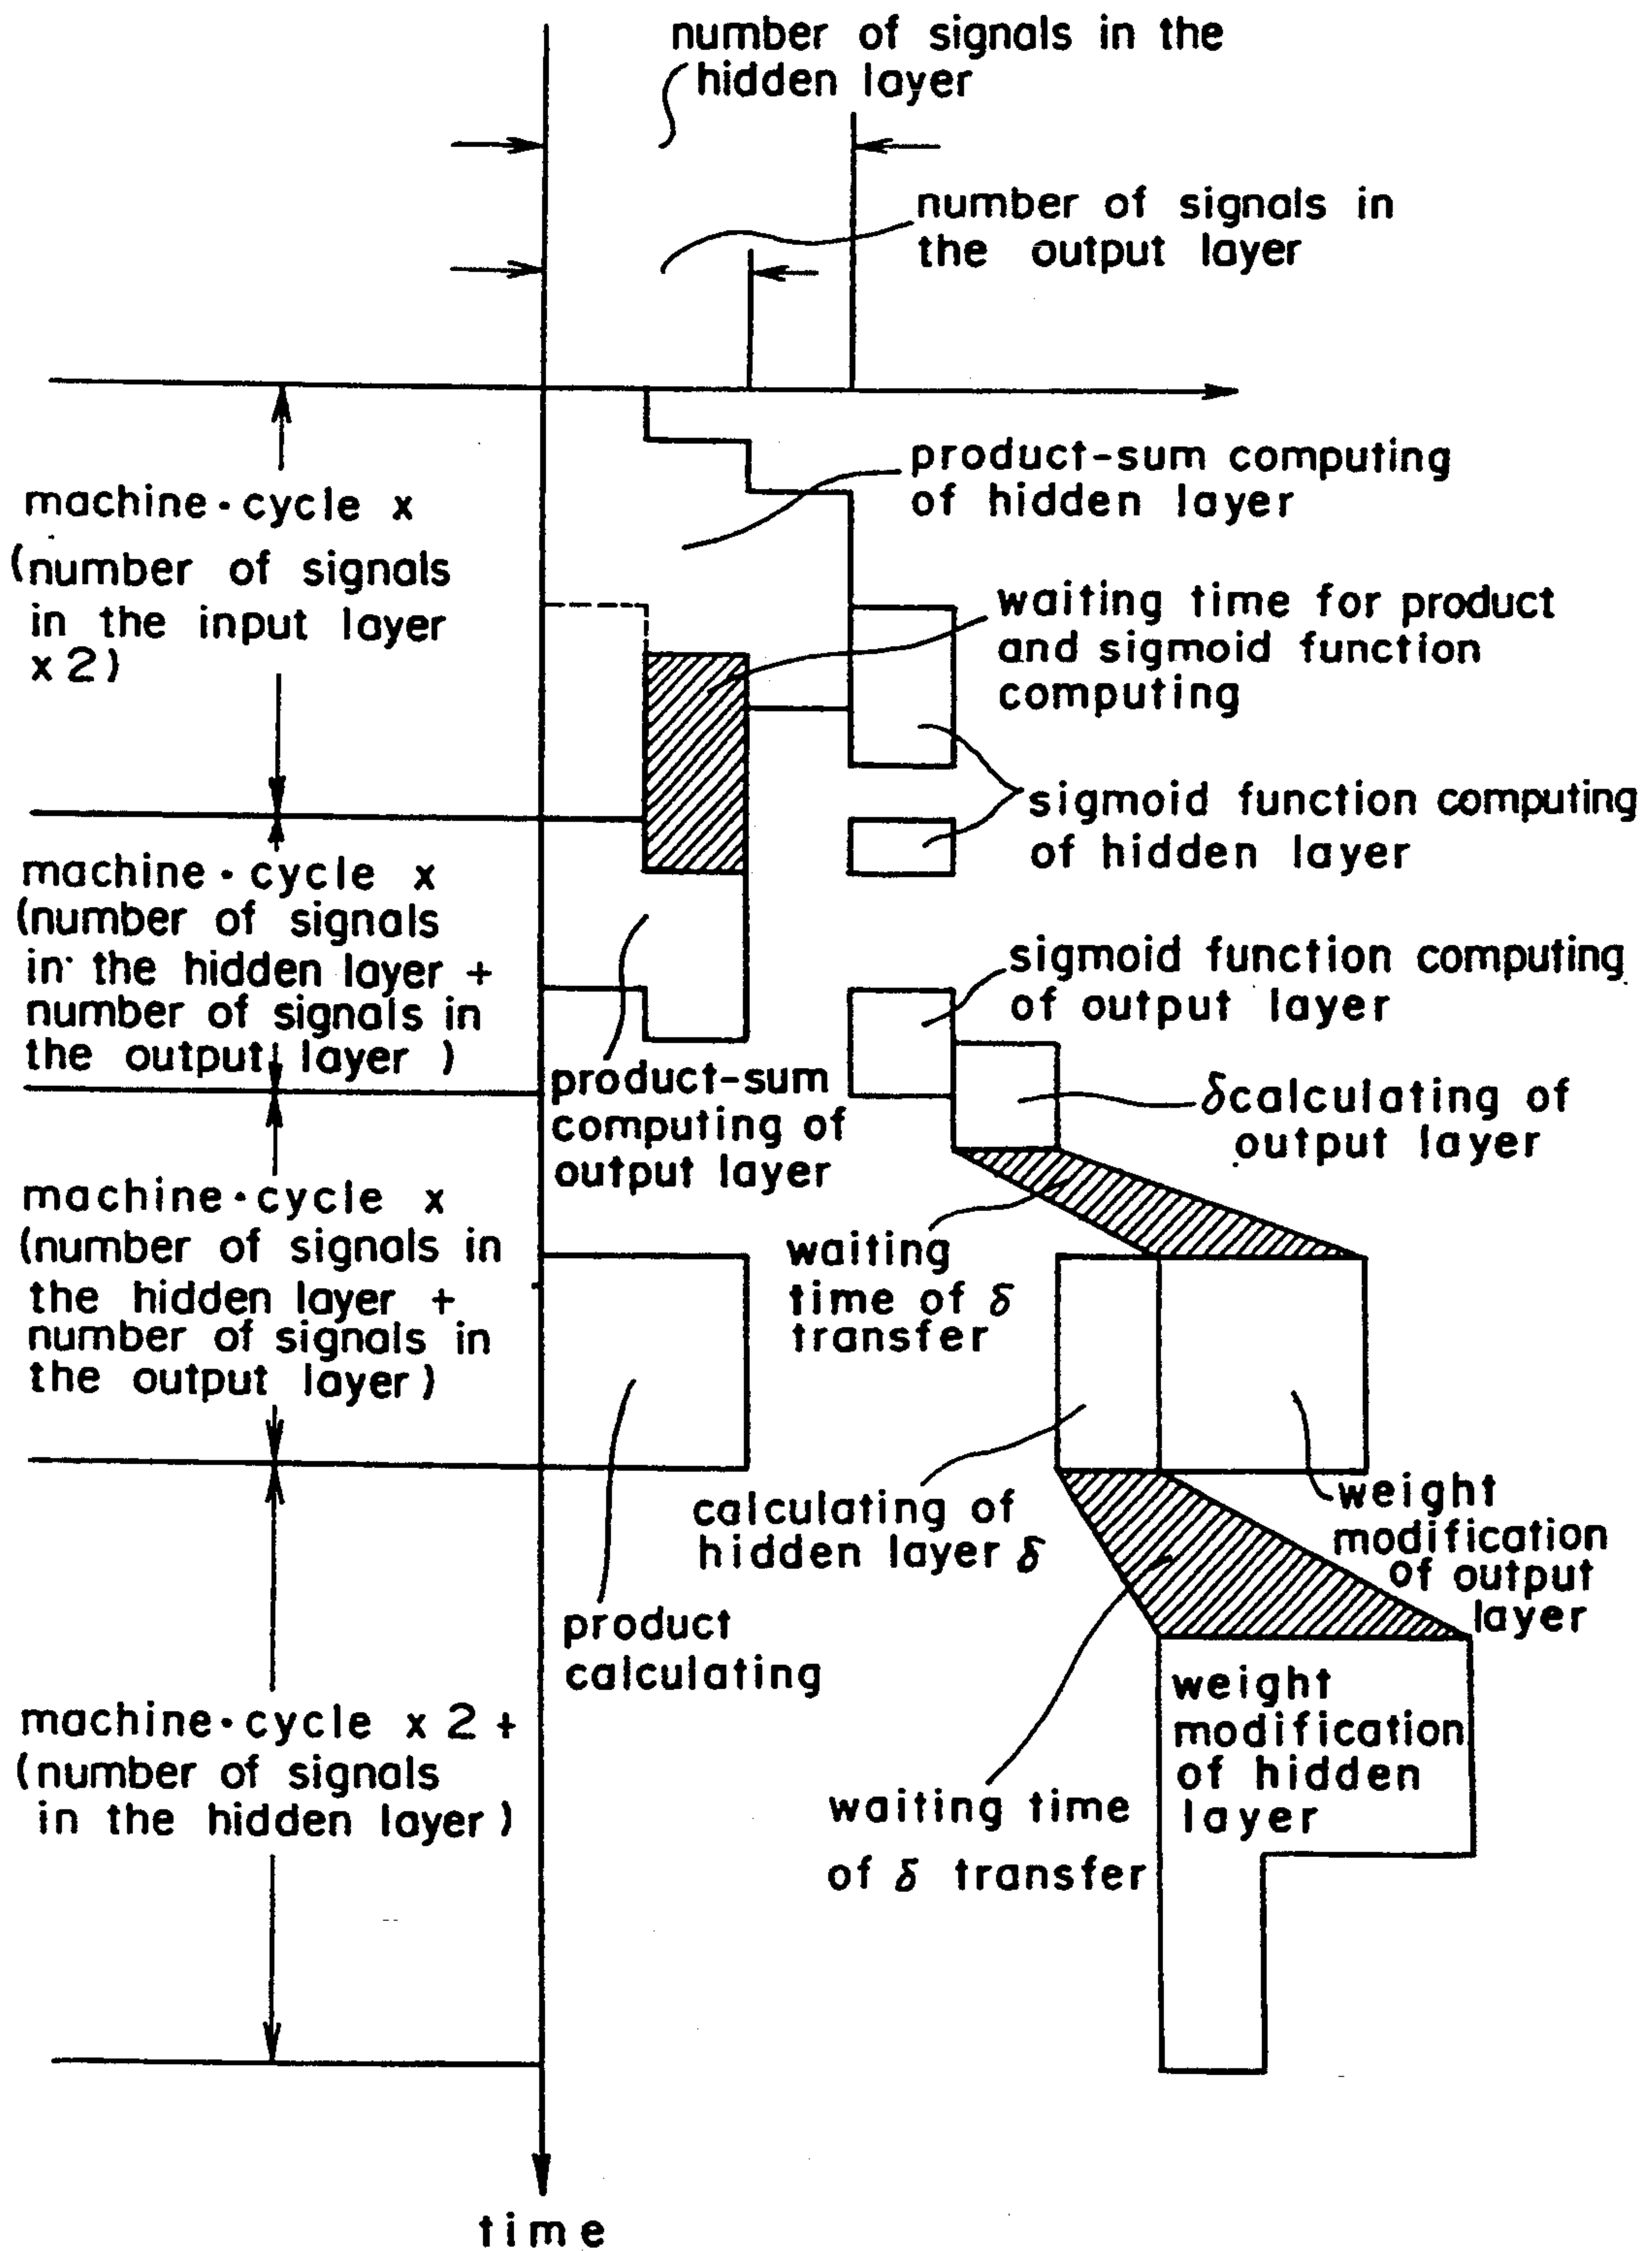 number of signals in the
hidden layer
number of signals in
the output layer
product-sum computing
of hidden layer
machine·cycle x
(number of signals
in the input layer
x 2)
waiting time for product
and sigmoid function
computing
sigmoid function computing
of hidden layer
machine·cycle x
(number of signals
in the hidden layer +
number of signals in
the output layer )
sigmoid function computing
of output layer
product-sum
computing of
output layer
δcalculating of
output layer
machine·cycle x
(number of signals in
the hidden layer +
number of signals in
the output layer)
waiting
time of δ
transfer
calculating of
hidden layer δ
weight
modification
of output
layer
product
calculating
weight
modification
of hidden
layer
machine·cycle x 2 +
(number of signals
in the hidden layer )
waiting time
of δ transfer
time